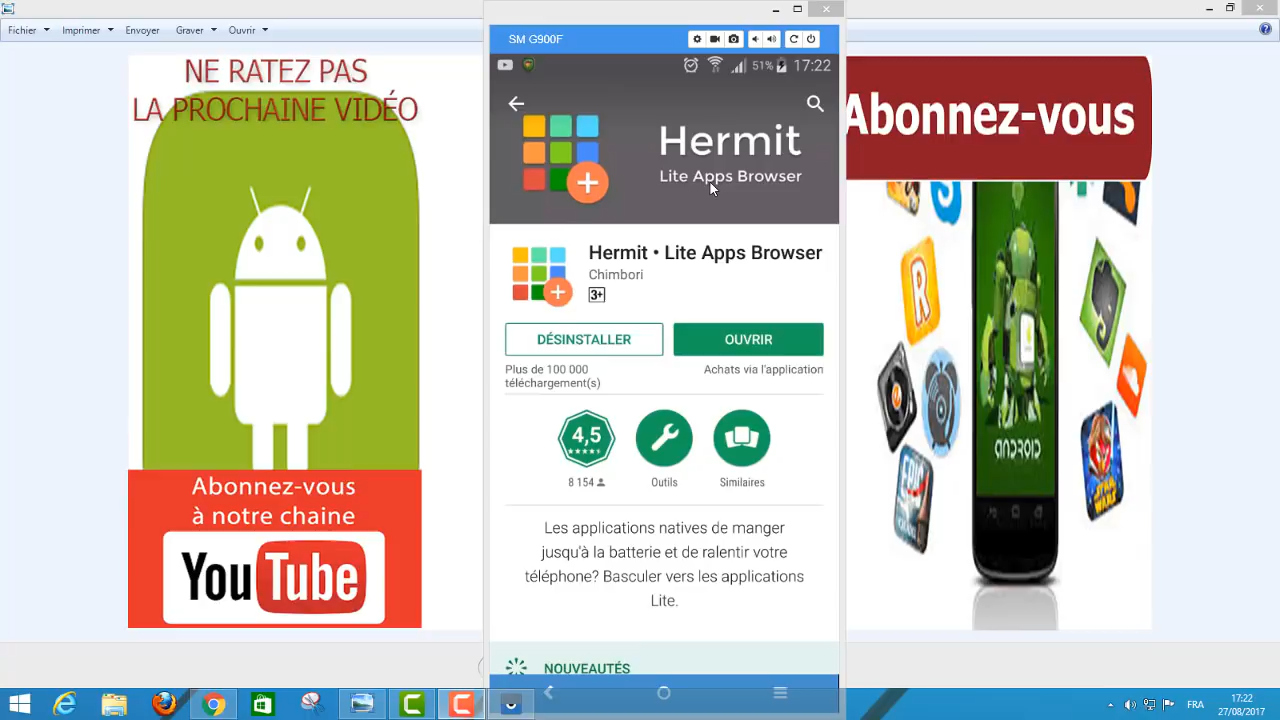 Fichier
Imprimer
Envoyer
Graver
Ouvrir
NE RATEZ PAS
LA PROCHAINE VIDÉO
Abonnez-vous
à notre chaine
YouTube
SM G900F
51%
17:22
Hermit
Lite Apps Browser
Hermit • Lite Apps Browser
Chimbori
3+
DÉSINSTALLER
OUVRIR
Plus de 100 000
téléchargement(s)
Achats via l'application
4,5
8 154
Outils
Similaires
Les applications natives de manger
jusqu'à la batterie et de ralentir votre
téléphone? Basculer vers les applications
Lite.
NOUVEAUTÉS
Abonnez-vous
ANDROID
FRA
17:22
27/08/2017